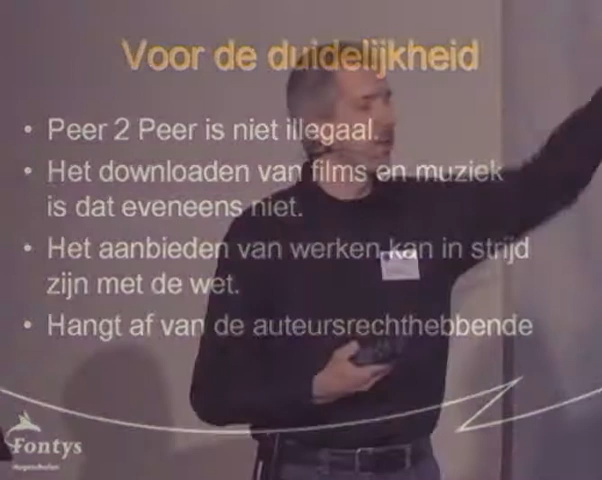 Voor de duidelijkheid
• Peer 2 Peer is niet illegaal.
• Het downloaden van films en muziek
is dat eveneens niet.
• Het aanbieden van werken kan in strijd
zijn met de wet.
• Hangt af van de auteursrechthebbende
Fontys
Hogescholen